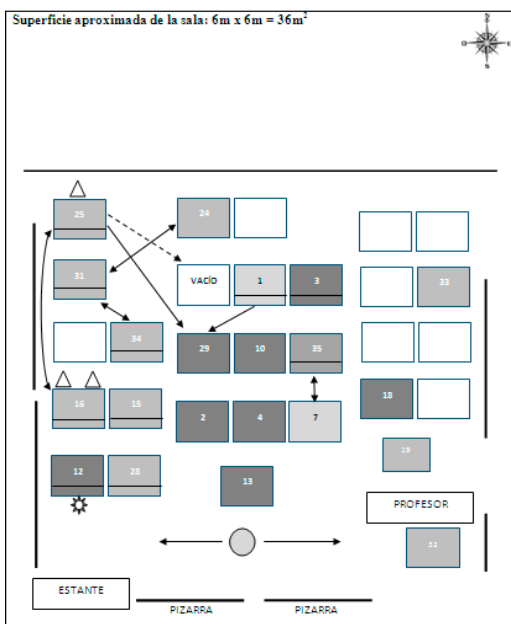 Superficie aproximada de la sala: 6m x 6m = 36m²
N
O E
S
25 24
31 VACÍO 1 3 33
34 29 10 35
16 15 2 4 7 18
12 28 13
PROFESOR
ESTANTE
PIZARRA PIZARRA